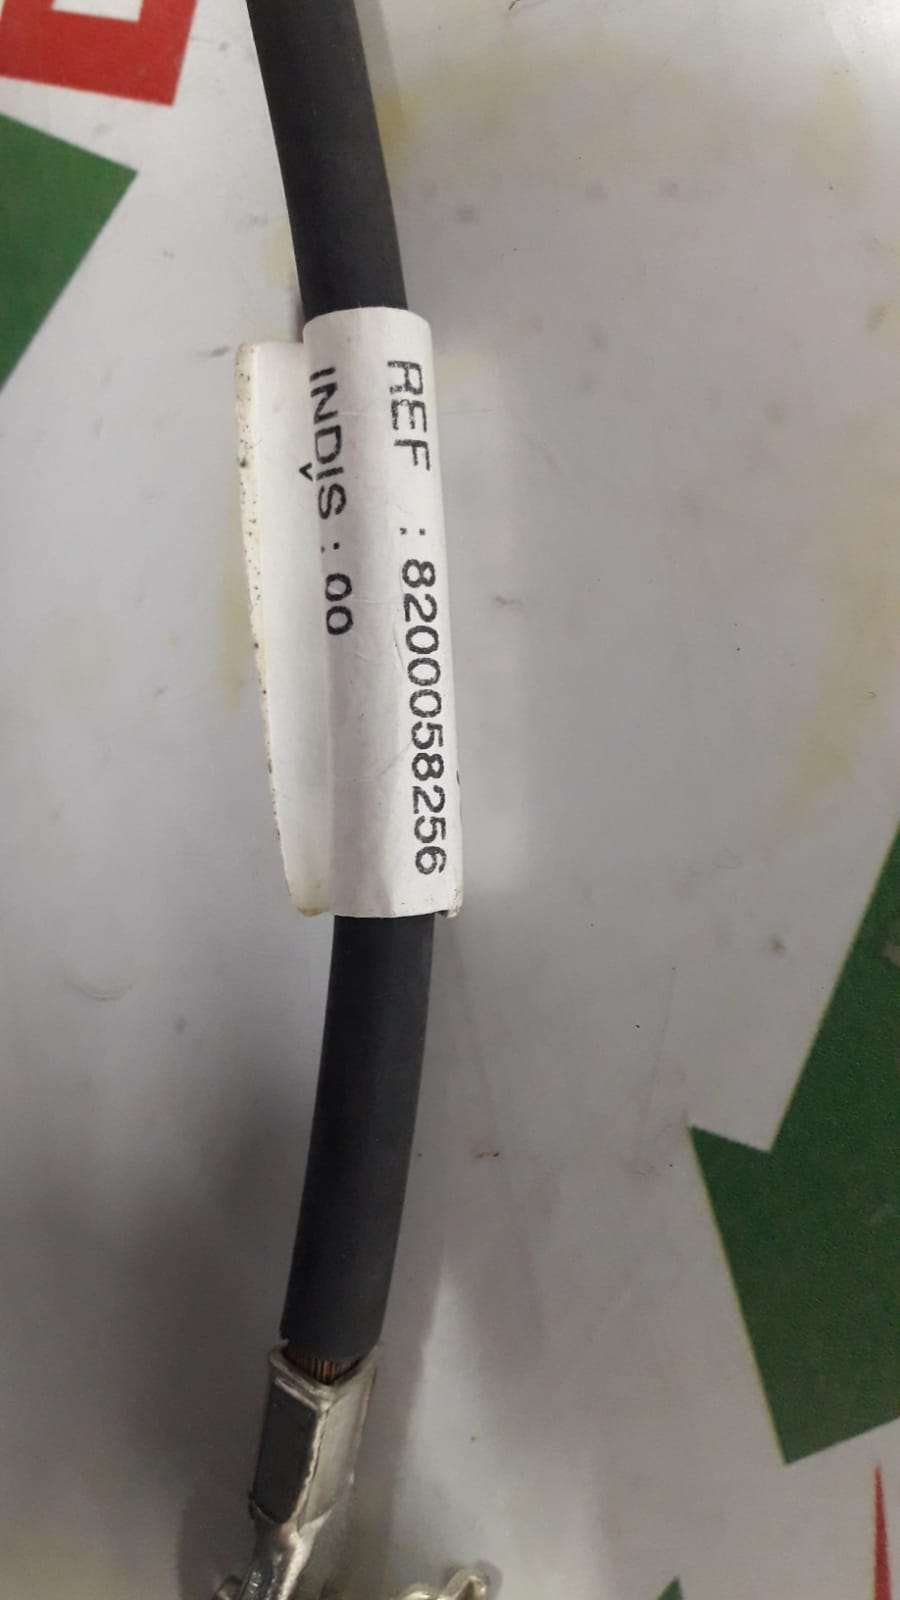 REF : 8200058256
INDIS : 00